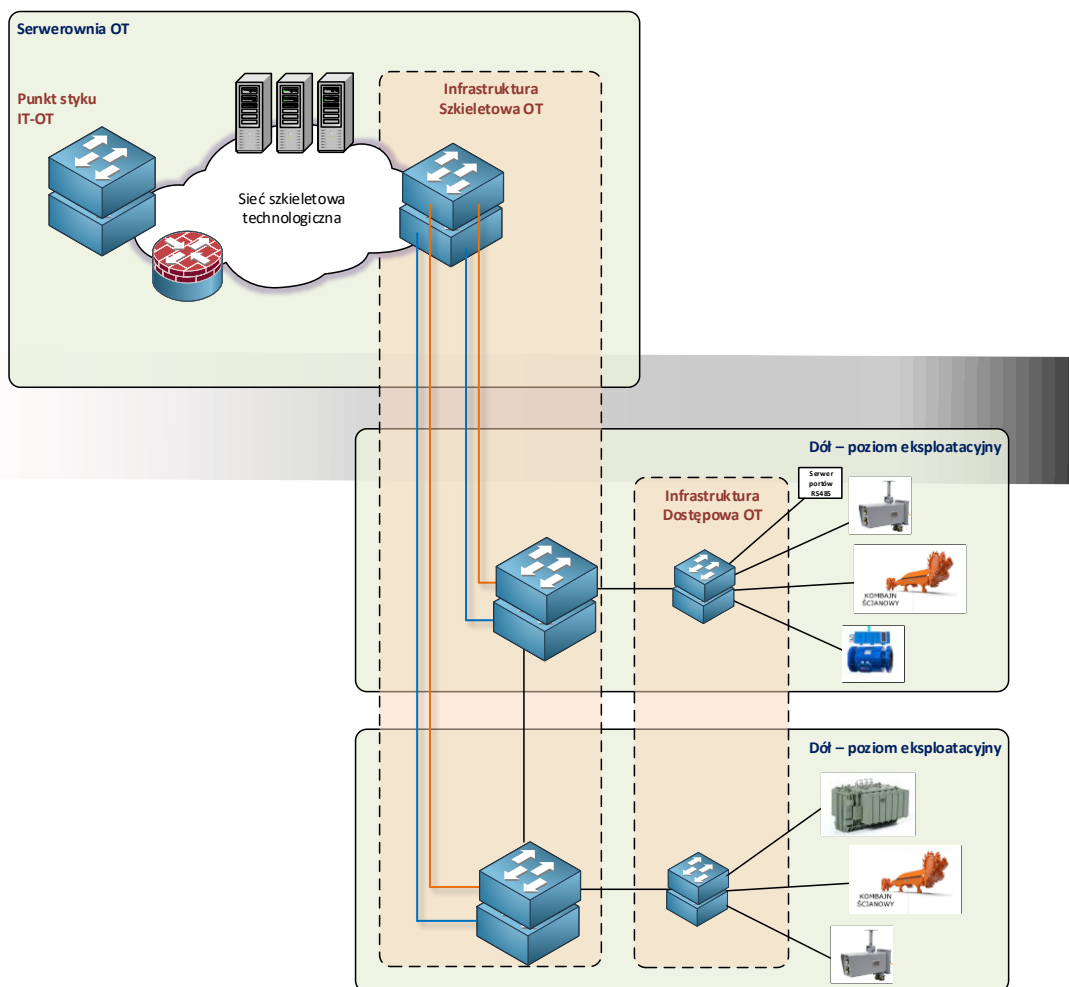 Serwerownia OT
Punkt styku
IT-OT
Infrastruktura
Szkieletowa OT
Sieć szkieletowa
technologiczna
Dół – poziom eksploatacyjny
Serwer
portów
RS485
Infrastruktura
Dostępowa OT
KOMBAJN
ŚCIANOWY
Dół – poziom eksploatacyjny
KOMBAJN
ŚCIANOWY